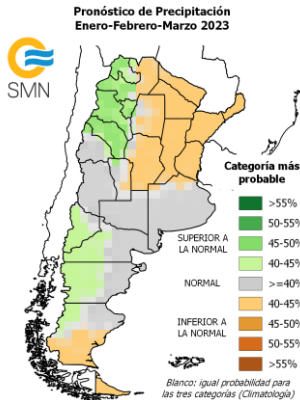 Pronóstico de Precipitación
Enero-Febrero-Marzo 2023
SMN
Categoría más
probable
>55%
50-55%
45-50%
SUPERIOR A
LA NORMAL
40-45%
NORMAL
>=40%
40-45%
INFERIOR A
LA NORMAL
45-50%
50-55%
>55%
Blanco: igual probabilidad para
las tres categorías (Climatología)